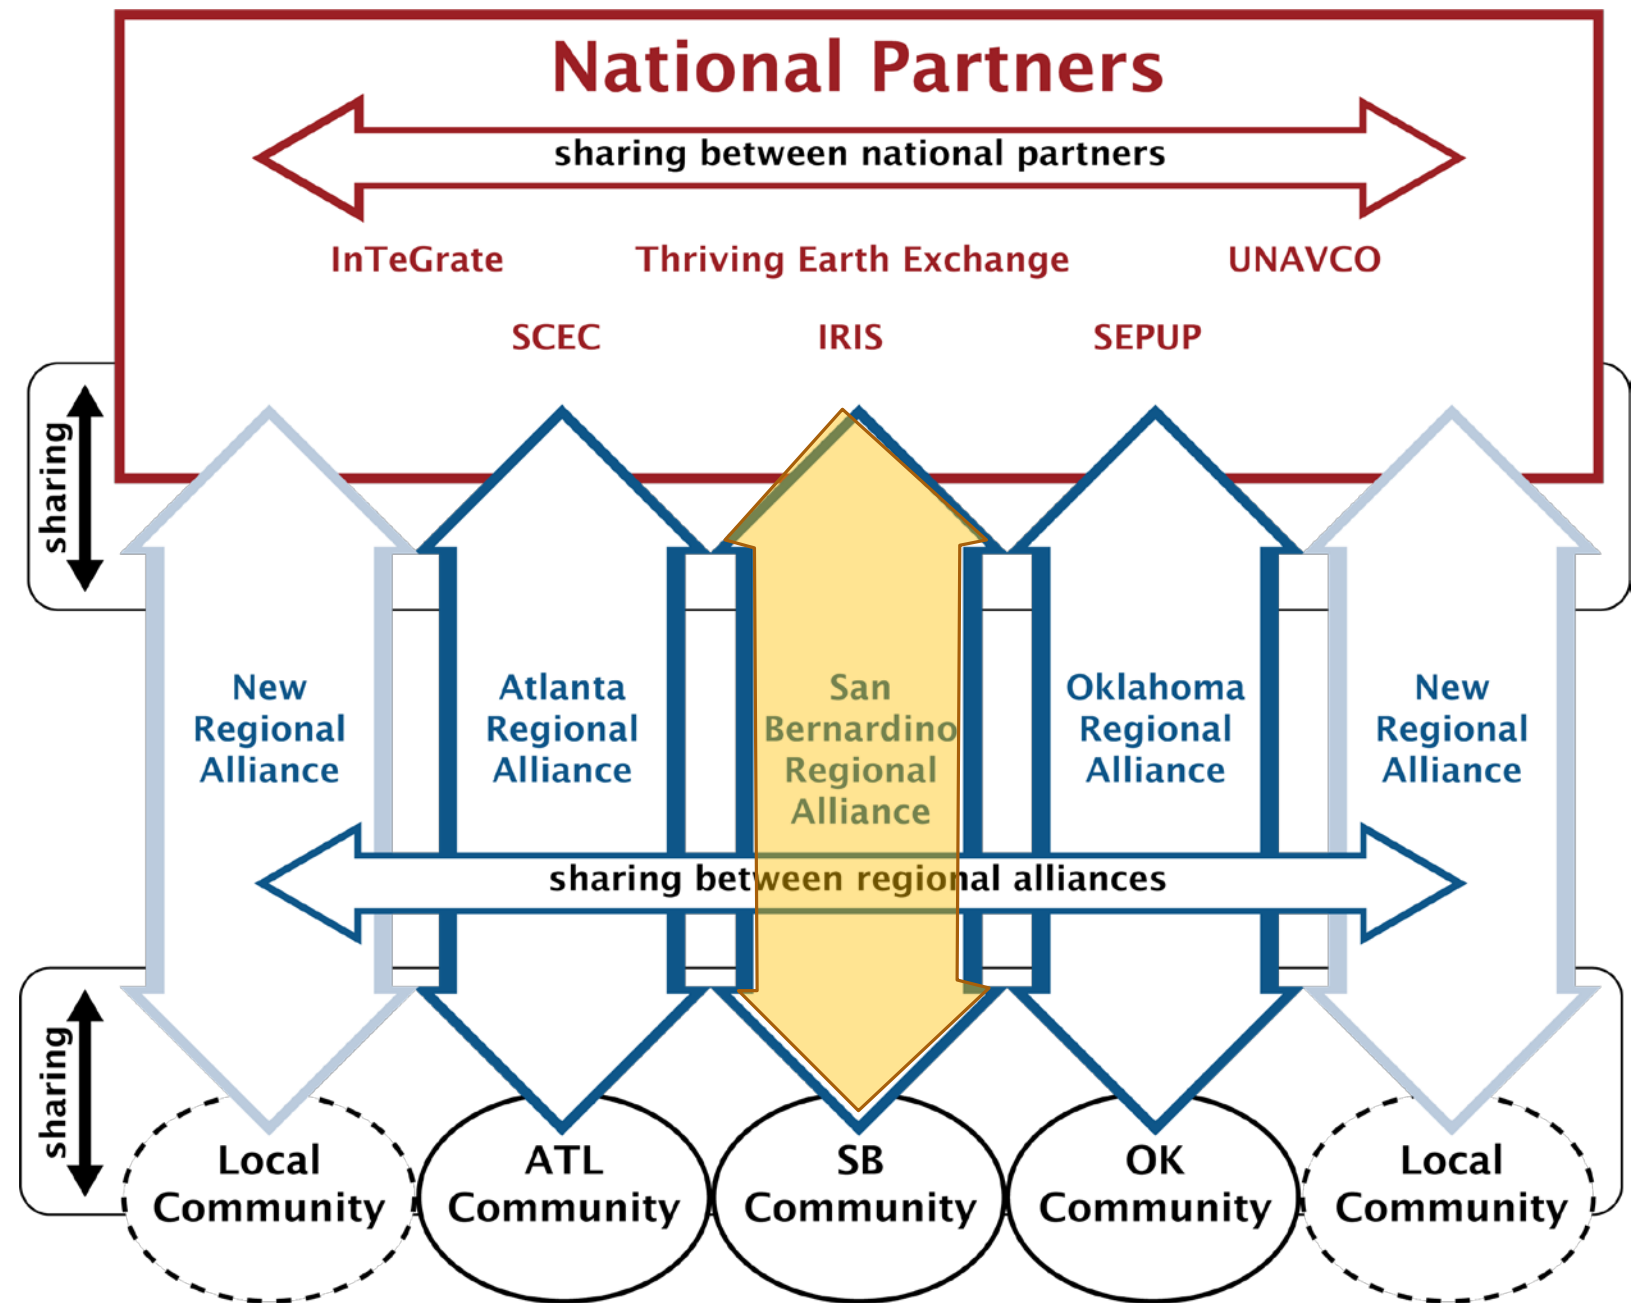 National Partners
sharing between national partners
InTeGrate
Thriving Earth Exchange
UNAVCO
SCEC
IRIS
SEPUP
sharing
New
Regional
Alliance
Atlanta
Regional
Alliance
San
Bernardino
Regional
Alliance
Oklahoma
Regional
Alliance
New
Regional
Alliance
sharing between regional alliances
sharing
Local
Community
ATL
Community
SB
Community
OK
Community
Local
Community